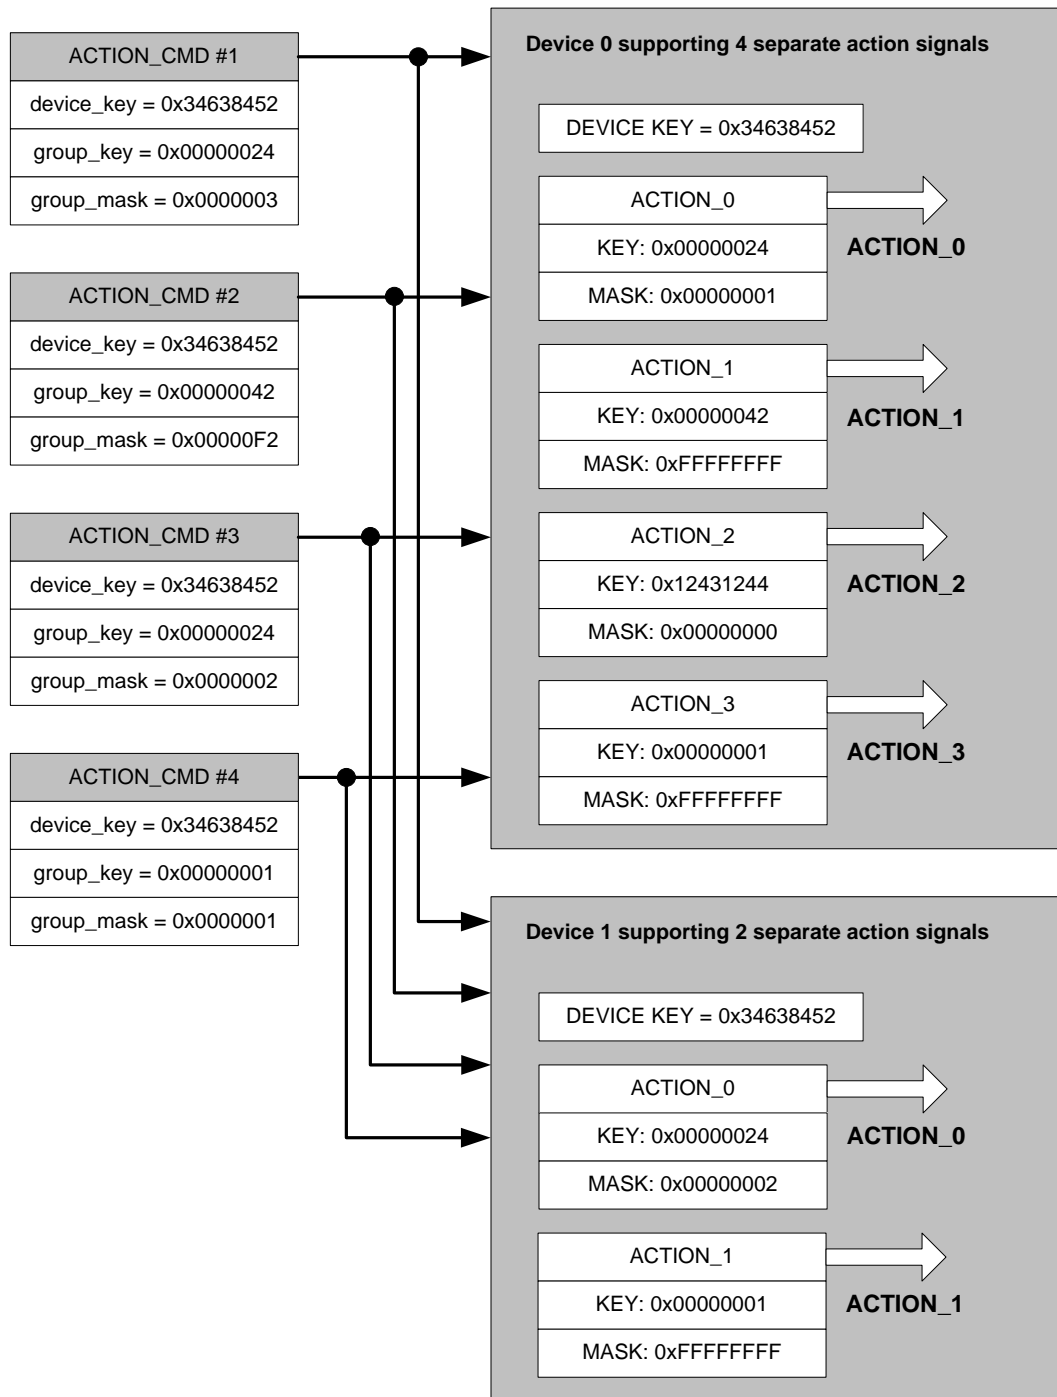 ACTION_CMD #1
device_key = 0x34638452
group_key = 0x00000024
group_mask = 0x0000003
ACTION_CMD #2
device_key = 0x34638452
group_key = 0x00000042
group_mask = 0x00000F2
ACTION_CMD #3
device_key = 0x34638452
group_key = 0x00000024
group_mask = 0x0000002
ACTION_CMD #4
device_key = 0x34638452
group_key = 0x00000001
group_mask = 0x0000001
Device 0 supporting 4 separate action signals
DEVICE KEY = 0x34638452
ACTION_0
KEY: 0x00000024
MASK: 0x00000001
ACTION_0
ACTION_1
KEY: 0x00000042
MASK: 0xFFFFFFFF
ACTION_1
ACTION_2
KEY: 0x12431244
MASK: 0x00000000
ACTION_2
ACTION_3
KEY: 0x00000001
MASK: 0xFFFFFFFF
ACTION_3
Device 1 supporting 2 separate action signals
DEVICE KEY = 0x34638452
ACTION_0
KEY: 0x00000024
MASK: 0x00000002
ACTION_0
ACTION_1
KEY: 0x00000001
MASK: 0xFFFFFFFF
ACTION_1